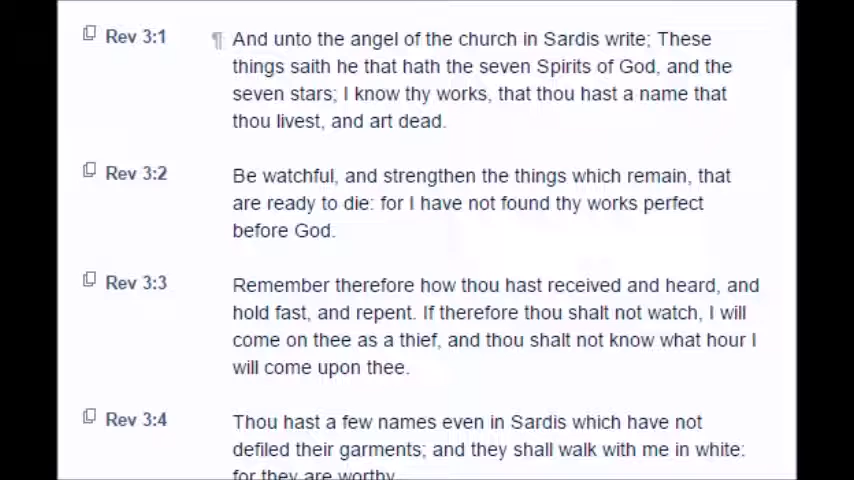 Rev 3:1 ¶ And unto the angel of the church in Sardis write; These
things saith he that hath the seven Spirits of God, and the
seven stars; I know thy works, that thou hast a name that
thou livest, and art dead.
Rev 3:2 Be watchful, and strengthen the things which remain, that
are ready to die: for I have not found thy works perfect
before God.
Rev 3:3 Remember therefore how thou hast received and heard, and
hold fast, and repent. If therefore thou shalt not watch, I will
come on thee as a thief, and thou shalt not know what hour I
will come upon thee.
Rev 3:4 Thou hast a few names even in Sardis which have not
defiled their garments; and they shall walk with me in white:
for they are worthy